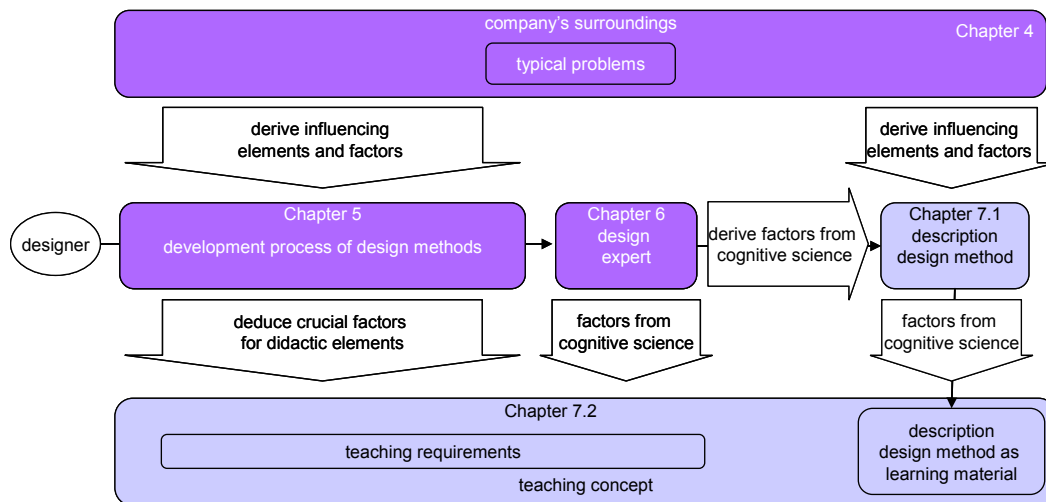 company's surroundings
Chapter 4
typical problems
derive influencing
elements and factors
derive influencing
elements and factors
designer
Chapter 5
development process of design methods
Chapter 6
design
expert
derive factors from
cognitive science
Chapter 7.1
description
design method
deduce crucial factors
for didactic elements
factors from
cognitive science
factors from
cognitive science
Chapter 7.2
teaching requirements
teaching concept
description
design method as
learning material